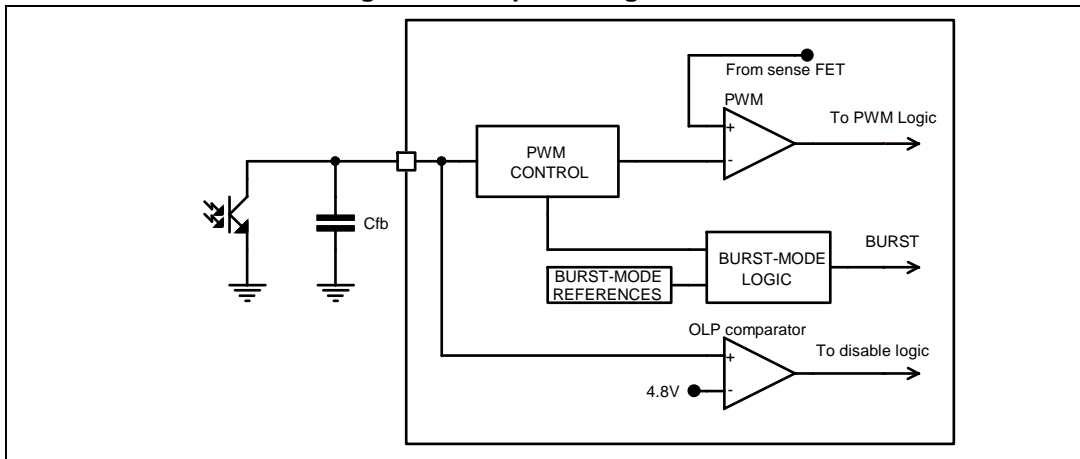 From sense FET
PWM
To PWM Logic
+
-
PWM
CONTROL
Cfb
BURST
BURST-MODE
LOGIC
BURST-MODE
REFERENCES
OLP comparator
To disable logic
+
4.8V
-